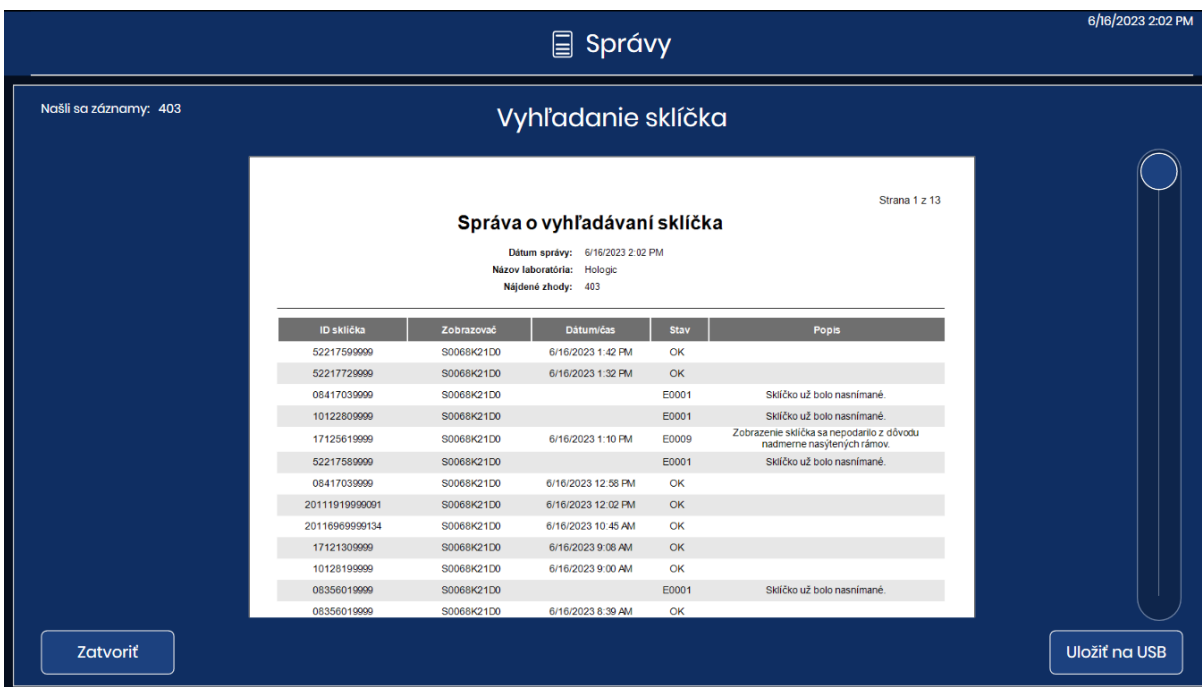 6/16/2023 2:02 PM
Správy
Našli sa záznamy: 403
Vyhľadanie sklíčka
Strana 1 z 13
Správa o vyhľadávaní sklíčka
Dátum správy: 6/16/2023 2:02 PM
Názov laboratória: Hologic
Nájdené zhody: 403
ID sklíčka Zobrazovač Dátum/čas Stav Popis
52217599999 S0068K21D0 6/16/2023 1:42 PM OK
52217729999 S0068K21D0 6/16/2023 1:32 PM OK
08417039999 S0068K21D0 E0001 Sklíčko už bolo nasnímané.
10122809999 S0068K21D0 E0001 Sklíčko už bolo nasnímané.
17125619999 S0068K21D0 6/16/2023 1:10 PM E0009 Zobrazenie sklíčka sa nepodarilo z dôvodu
nadmerne nasýtených rámov.
52217589999 S0068K21D0 E0001 Sklíčko už bolo nasnímané.
08417039999 S0068K21D0 6/16/2023 12:58 PM OK
20111919999091 S0068K21D0 6/16/2023 12:02 PM OK
20116969999134 S0068K21D0 6/16/2023 10:45 AM OK
17121309999 S0068K21D0 6/16/2023 9:08 AM OK
10128199999 S0068K21D0 6/16/2023 9:00 AM OK
08356019999 S0068K21D0 E0001 Sklíčko už bolo nasnímané.
08356019999 S0068K21D0 6/16/2023 8:39 AM OK
Zatvoriť
Uložiť na USB